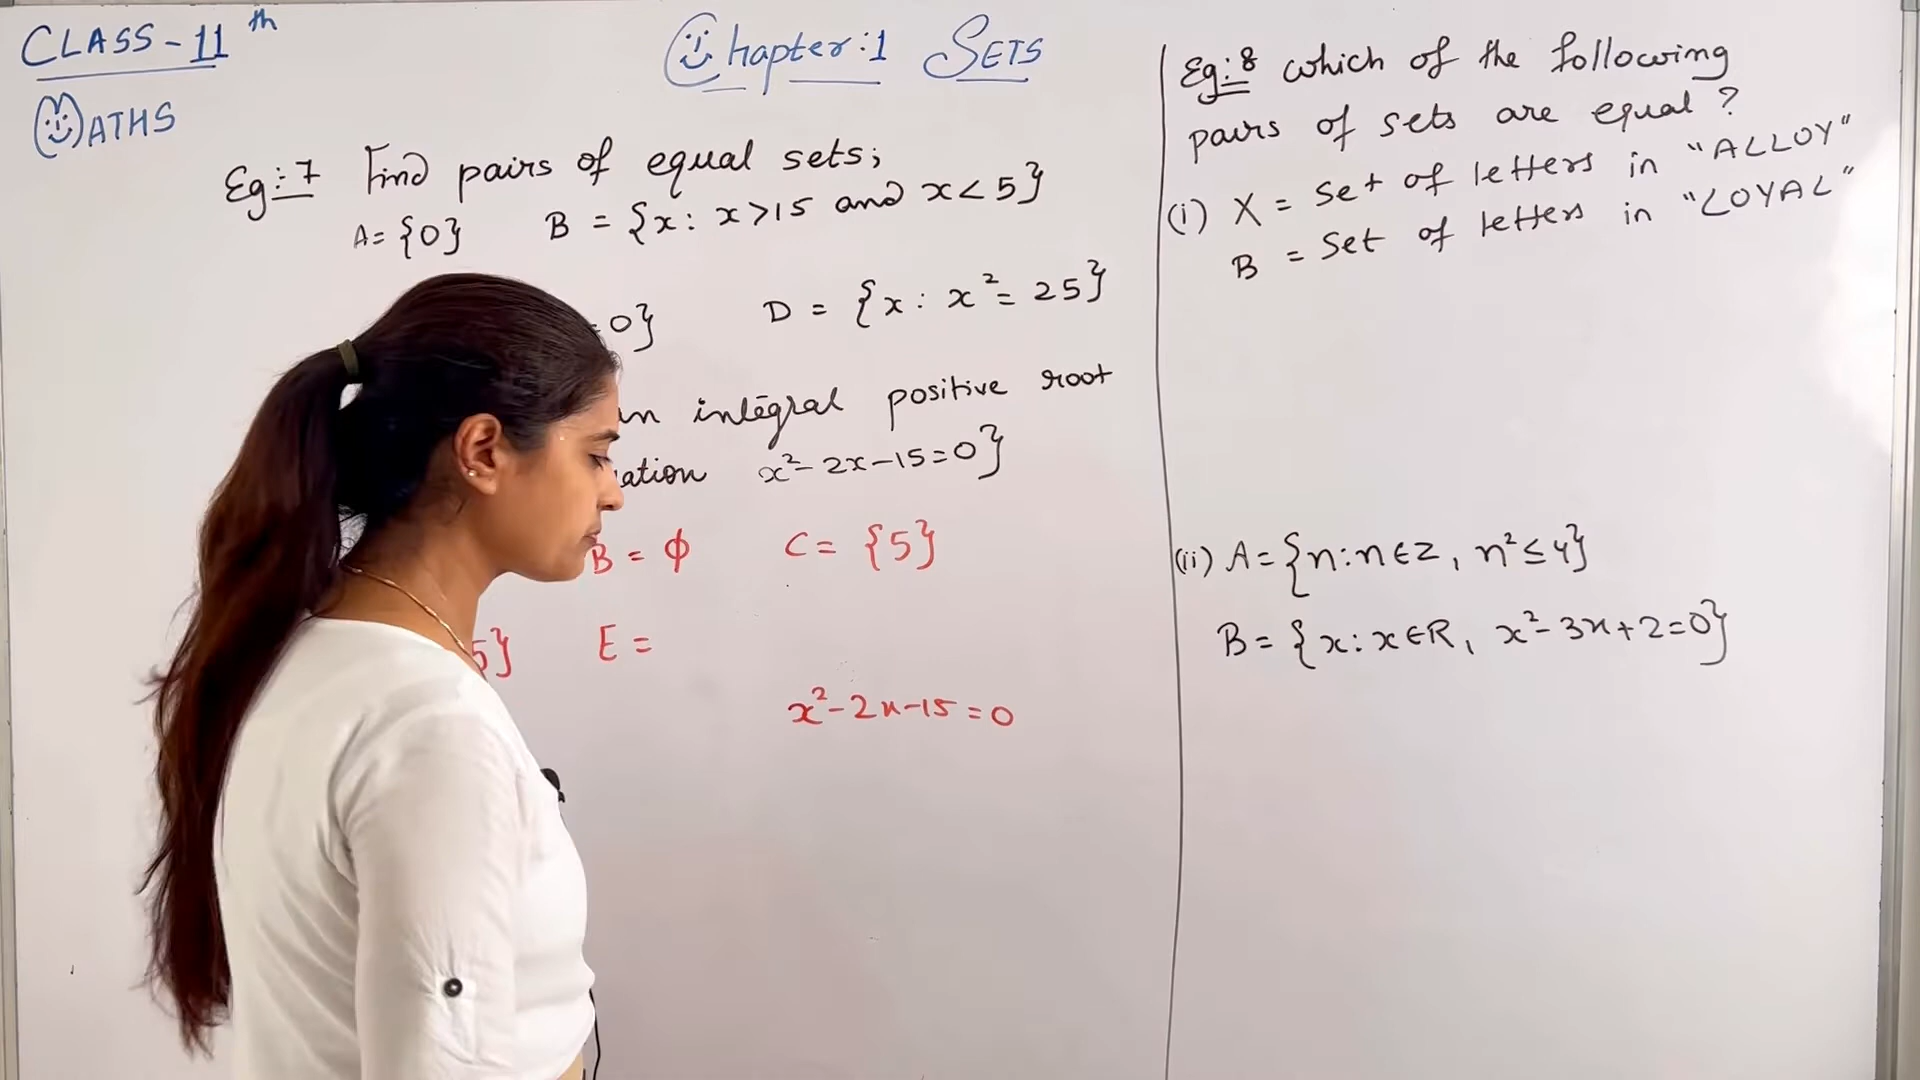 CLASS-11th
MATHS
Chapter:1 SETS
Eg:-7 Find pairs of equal sets;
A={0} B = {x: x>15 and x<5}
=0} D = {x: x²=25}
integral positive root
x²-2x-15=0}
B = ϕ C = {5}
5} E =
x²-2x-15=0
Eg:-8 which of the following
pairs of sets are equal?
(i) X = Set of letters in "ALLOY"
B = Set of letters in "LOYAL"
(ii) A={n:n∈Z, n²≤4}
B={x:x∈R, x²-3x+2=0}